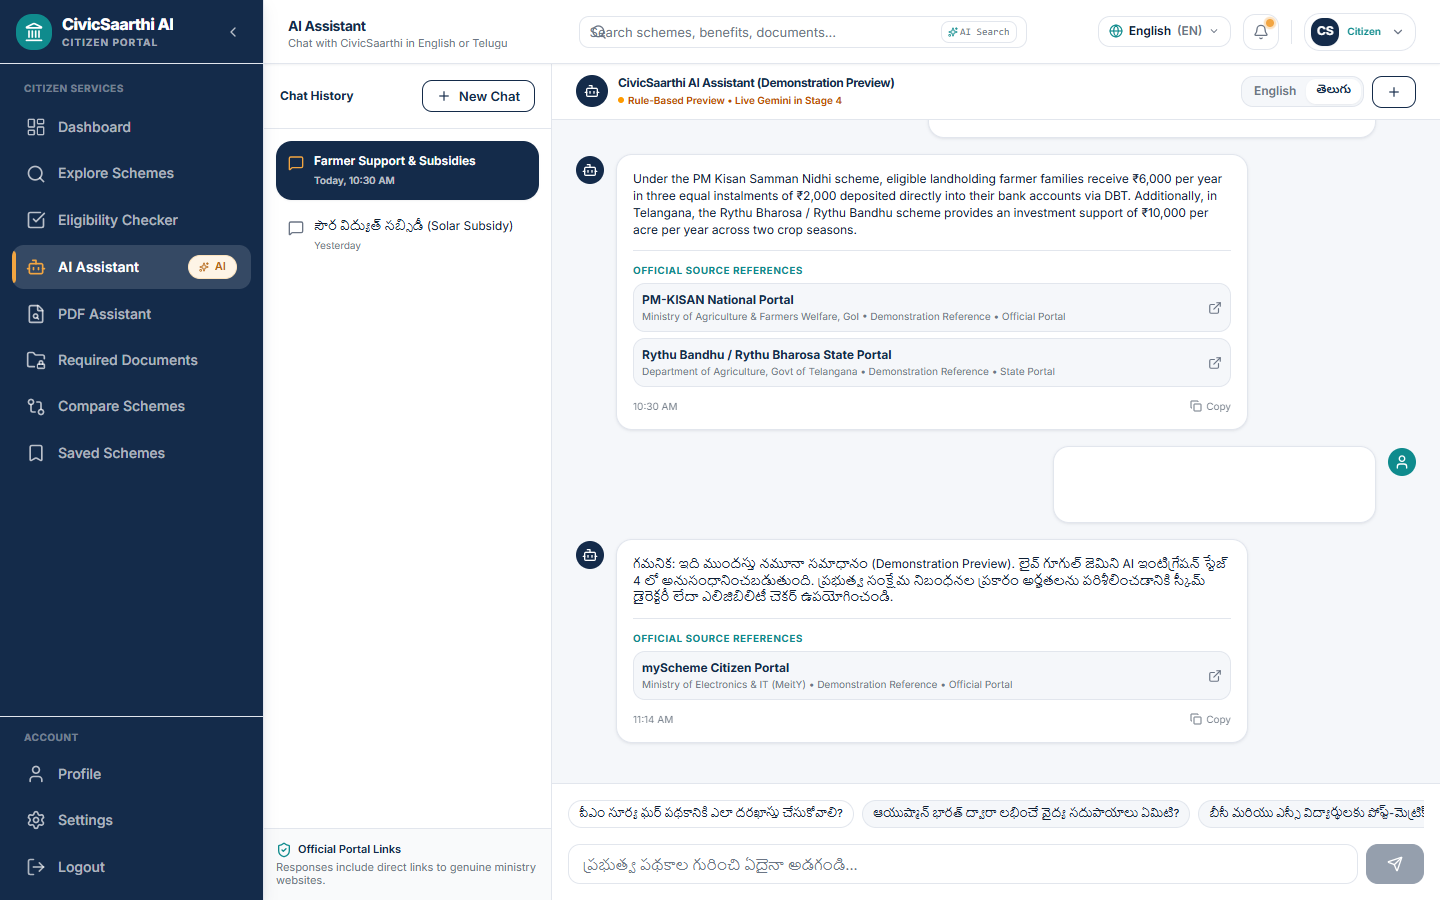 CivicSaarthi AI
CITIZEN PORTAL
CITIZEN SERVICES
Dashboard
Explore Schemes
Eligibility Checker
AI Assistant
AI
PDF Assistant
Required Documents
Compare Schemes
Saved Schemes
ACCOUNT
Profile
Settings
Logout
AI Assistant
Chat with CivicSaarthi in English or Telugu
Search schemes, benefits, documents...
AI Search
English (EN)
CS
Citizen
Chat History
New Chat
Farmer Support & Subsidies
Today, 10:30 AM
సౌర విద్యుత్ సబ్సిడీ (Solar Subsidy)
Yesterday
Official Portal Links
Responses include direct links to genuine ministry
websites.
CivicSaarthi AI Assistant (Demonstration Preview)
Rule-Based Preview • Live Gemini in Stage 4
English
తెలుగు
Under the PM Kisan Samman Nidhi scheme, eligible landholding farmer families receive ₹6,000 per year
in three equal instalments of ₹2,000 deposited directly into their bank accounts via DBT. Additionally, in
Telangana, the Rythu Bharosa / Rythu Bandhu scheme provides an investment support of ₹10,000 per
acre per year across two crop seasons.
OFFICIAL SOURCE REFERENCES
PM-KISAN National Portal
Ministry of Agriculture & Farmers Welfare, GoI • Demonstration Reference • Official Portal
Rythu Bandhu / Rythu Bharosa State Portal
Department of Agriculture, Govt of Telangana • Demonstration Reference • State Portal
10:30 AM
Copy
గమనిక: ఇది ముందస్తు నమూనా సమాధానం (Demonstration Preview). లైవ్ గూగుల్ జెమిని AI ఇంటిగ్రేషన్ స్టేజ్
4 లో అనుసంధానించబడుతుంది. ప్రభుత్వ సంక్షేమ నిబంధనల ప్రకారం అర్హతలను పరిశీలించడానికి స్కీమ్
డైరెక్టరీ లేదా ఎలిజిబిలిటీ చెకర్ ఉపయోగించండి.
OFFICIAL SOURCE REFERENCES
myScheme Citizen Portal
Ministry of Electronics & IT (MeitY) • Demonstration Reference • Official Portal
11:14 AM
Copy
పీఎం సూర్య ఘర్ పథకానికి ఎలా దరఖాస్తు చేసుకోవాలి?
ఆయుష్మాన్ భారత్ ద్వారా లభించే వైద్య సదుపాయాలు ఏమిటి?
బీసీ మరియు ఎస్సీ విద్యార్థులకు పోస్ట్-మెట్రిక్
ప్రభుత్వ పథకాల గురించి ఏదైనా అడగండి...